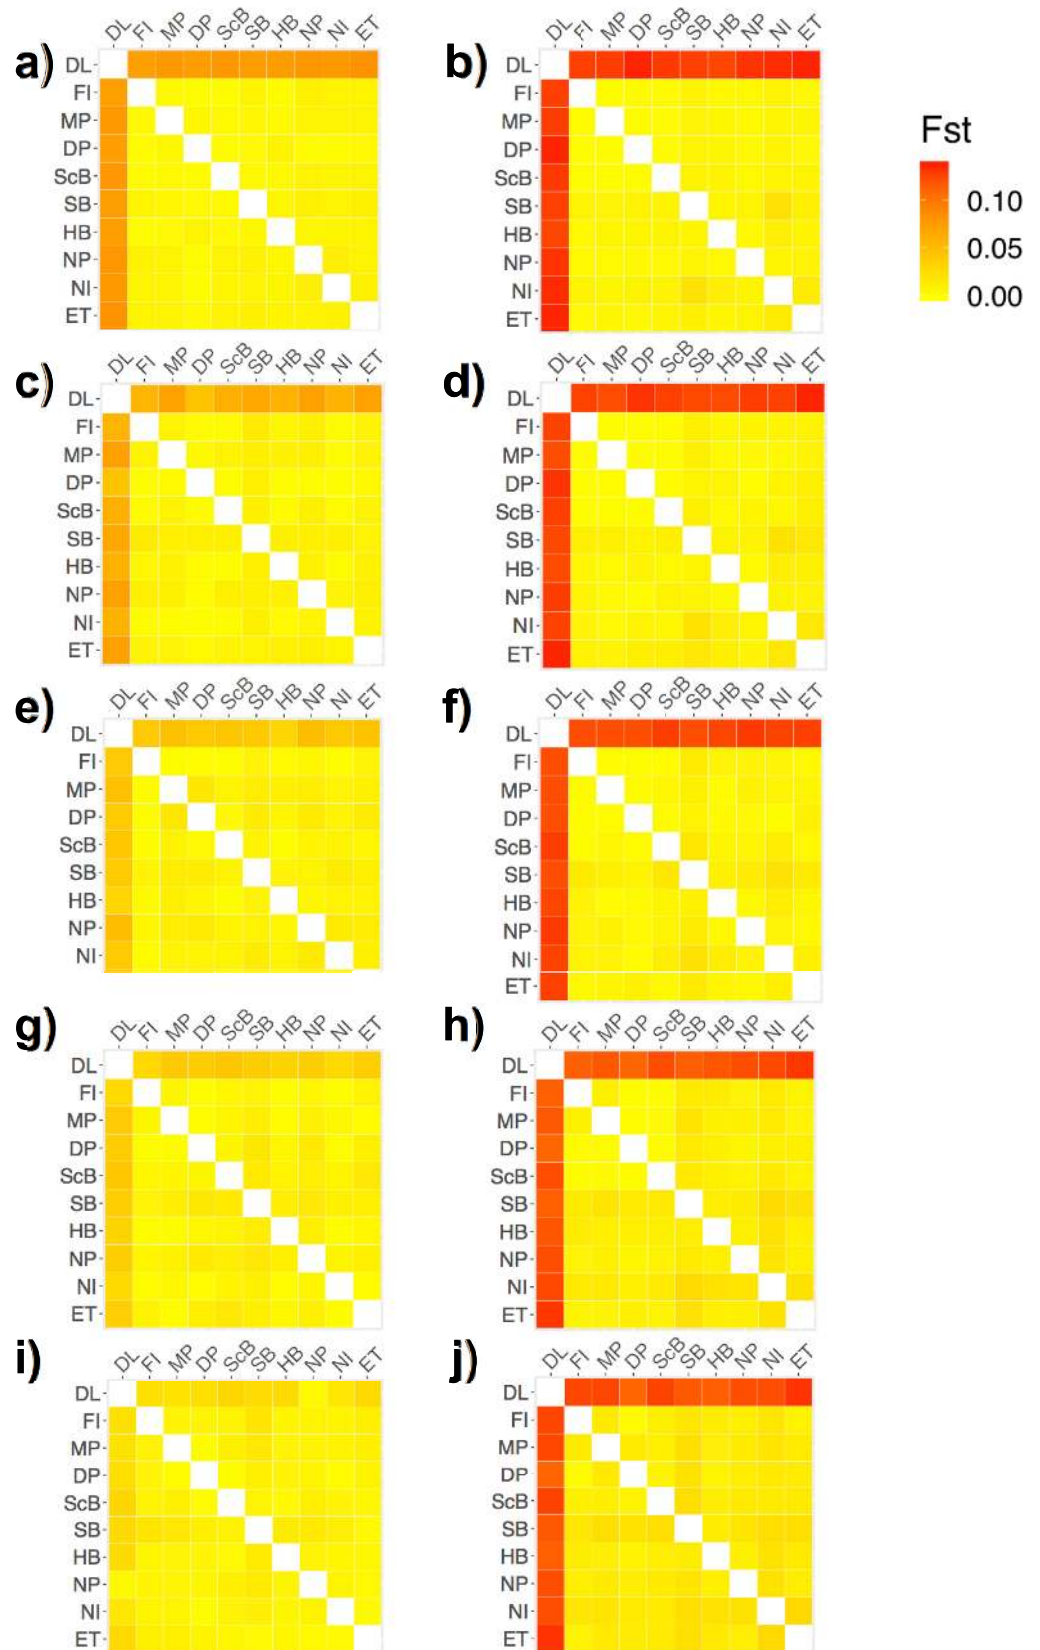 a)
DL FI MP DP ScB SB HB NP NI ET
DL
FI
MP
DP
ScB
SB
HB
NP
NI
ET
b)
DL FI MP DP ScB SB HB NP NI ET
DL
FI
MP
DP
ScB
SB
HB
NP
NI
ET
Fst
0.10
0.05
0.00
c)
DL FI MP DP ScB SB HB NP NI ET
DL
FI
MP
DP
ScB
SB
HB
NP
NI
ET
d)
DL FI MP DP ScB SB HB NP NI ET
DL
FI
MP
DP
ScB
SB
HB
NP
NI
ET
e)
DL FI MP DP ScB SB HB NP NI ET
DL
FI
MP
DP
ScB
SB
HB
NP
NI
f)
DL FI MP DP ScB SB HB NP NI ET
DL
FI
MP
DP
ScB
SB
HB
NP
NI
ET
g)
DL FI MP DP ScB SB HB NP NI ET
DL
FI
MP
DP
ScB
SB
HB
NP
NI
ET
h)
DL FI MP DP ScB SB HB NP NI ET
DL
FI
MP
DP
ScB
SB
HB
NP
NI
ET
i)
DL FI MP DP ScB SB HB NP NI ET
DL
FI
MP
DP
ScB
SB
HB
NP
NI
ET
j)
DL FI MP DP ScB SB HB NP NI ET
DL
FI
MP
DP
ScB
SB
HB
NP
NI
ET